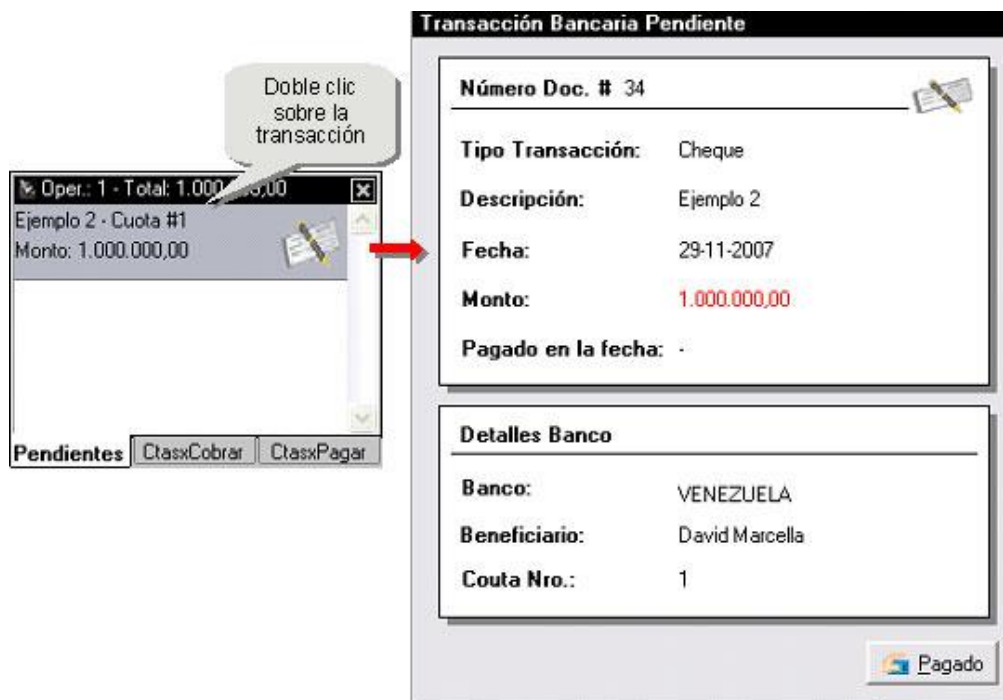 Doble clic
sobre la
transacción
Oper.: 1 - Total: 1.000.000,00
Ejemplo 2 - Cuota #1
Monto: 1.000.000,00
Pendientes CtasxCobrar CtasxPagar
Transacción Bancaria Pendiente
Número Doc. # 34
Tipo Transacción: Cheque
Descripción: Ejemplo 2
Fecha: 29-11-2007
Monto: 1.000.000,00
Pagado en la fecha: -
Detalles Banco
Banco: VENEZUELA
Beneficiario: David Marcella
Couta Nro.: 1
Pagado